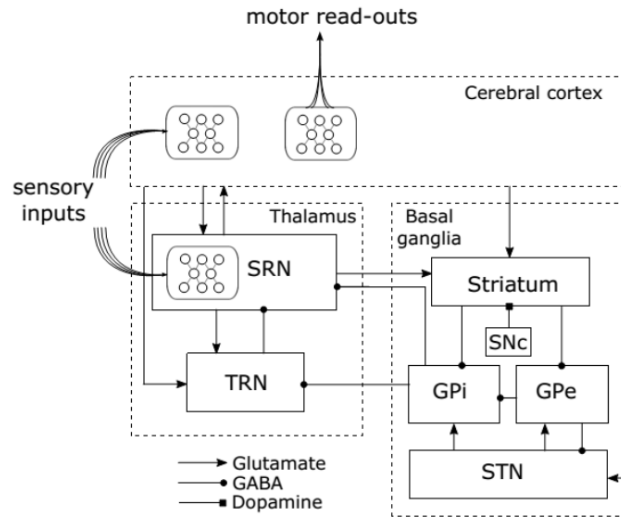 motor read-outs
Cerebral cortex
sensory
inputs
Thalamus
Basal
ganglia
SRN
Striatum
SNc
TRN
GPi
GPe
STN
Glutamate
GABA
Dopamine